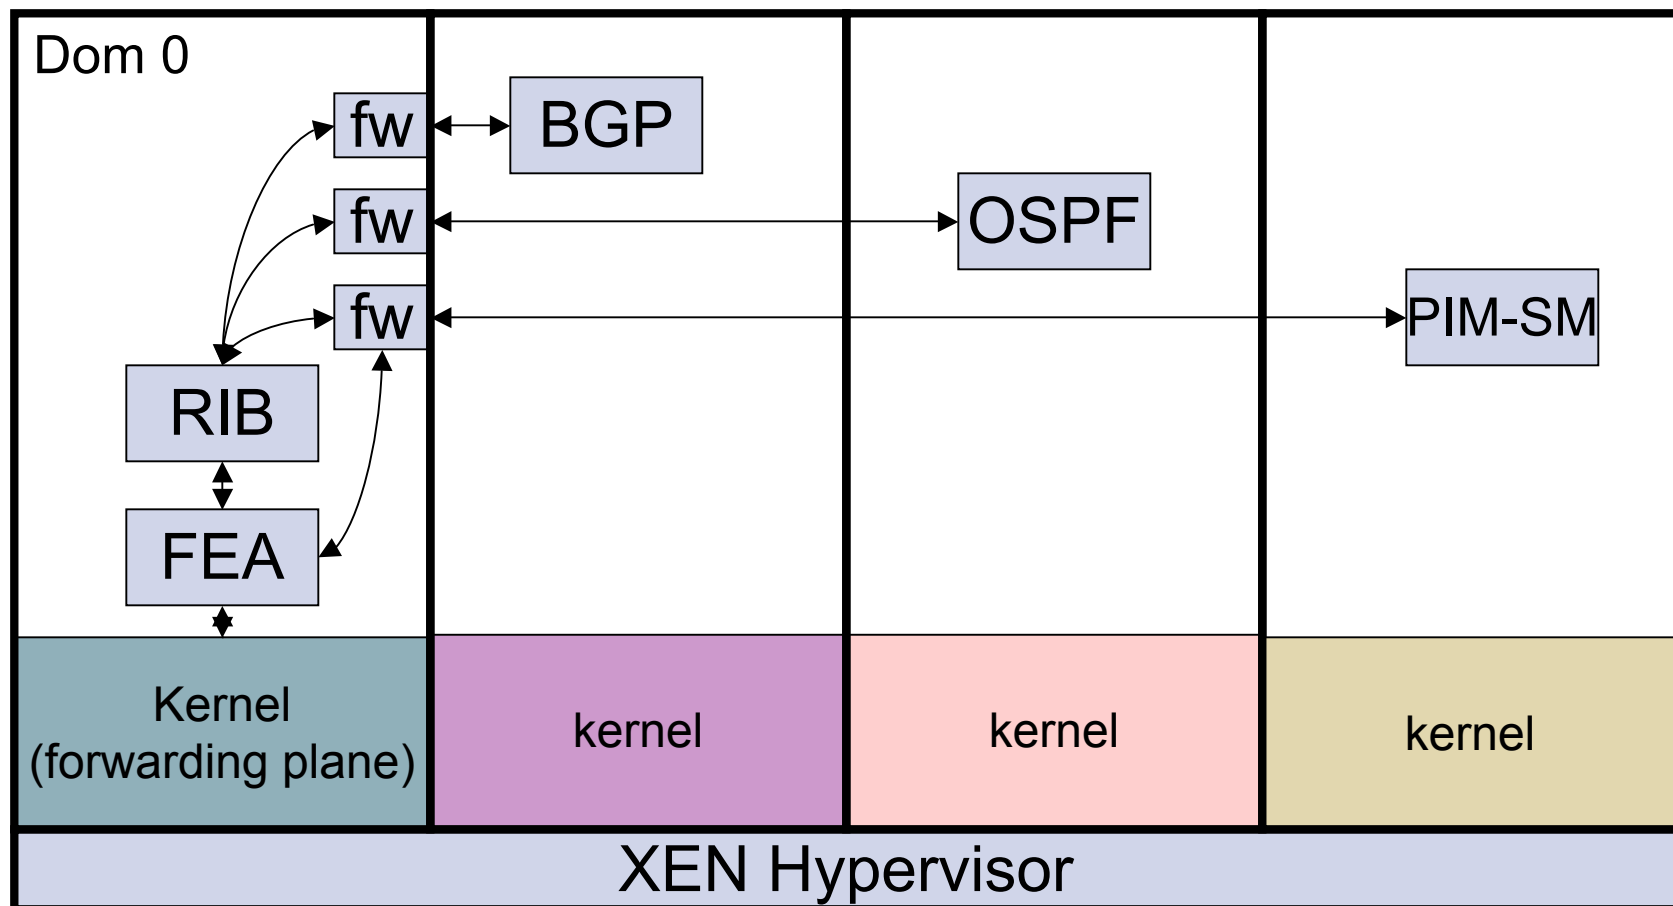 Dom 0
fw
BGP
fw
OSPF
fw
PIM-SM
RIB
FEA
Kernel
(forwarding plane)
kernel
kernel
kernel
XEN Hypervisor